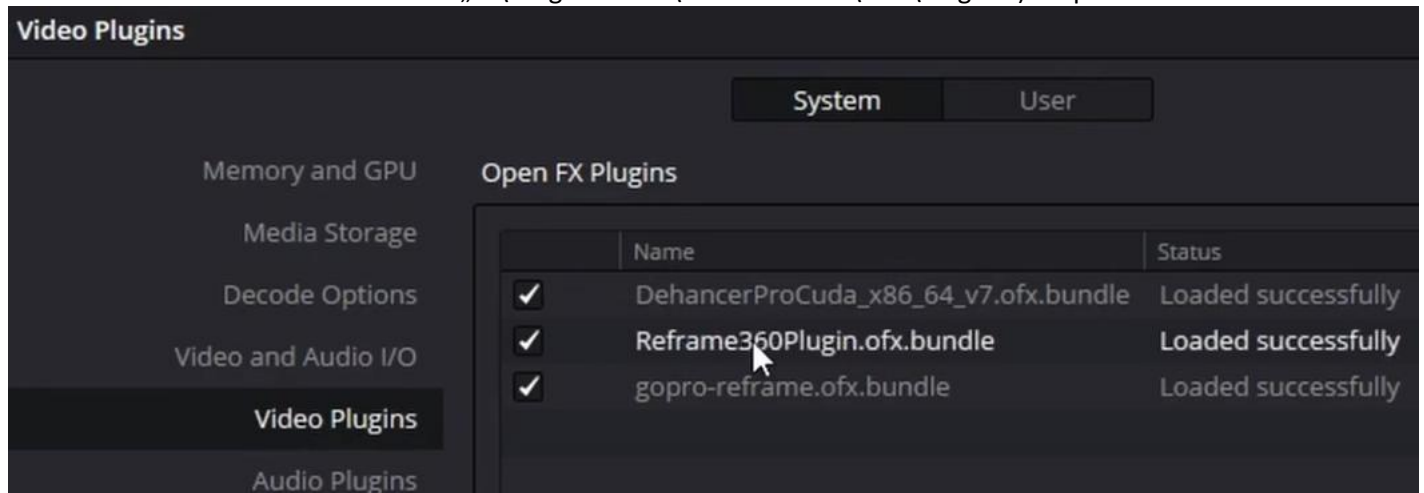 Video Plugins
System User
Memory and GPU
Open FX Plugins
Media Storage
Name Status
Decode Options
DehancerProCuda_x86_64_v7.ofx.bundle Loaded successfully
Reframe360Plugin.ofx.bundle Loaded successfully
Video and Audio I/O
gopro-reframe.ofx.bundle Loaded successfully
Video Plugins
Audio Plugins